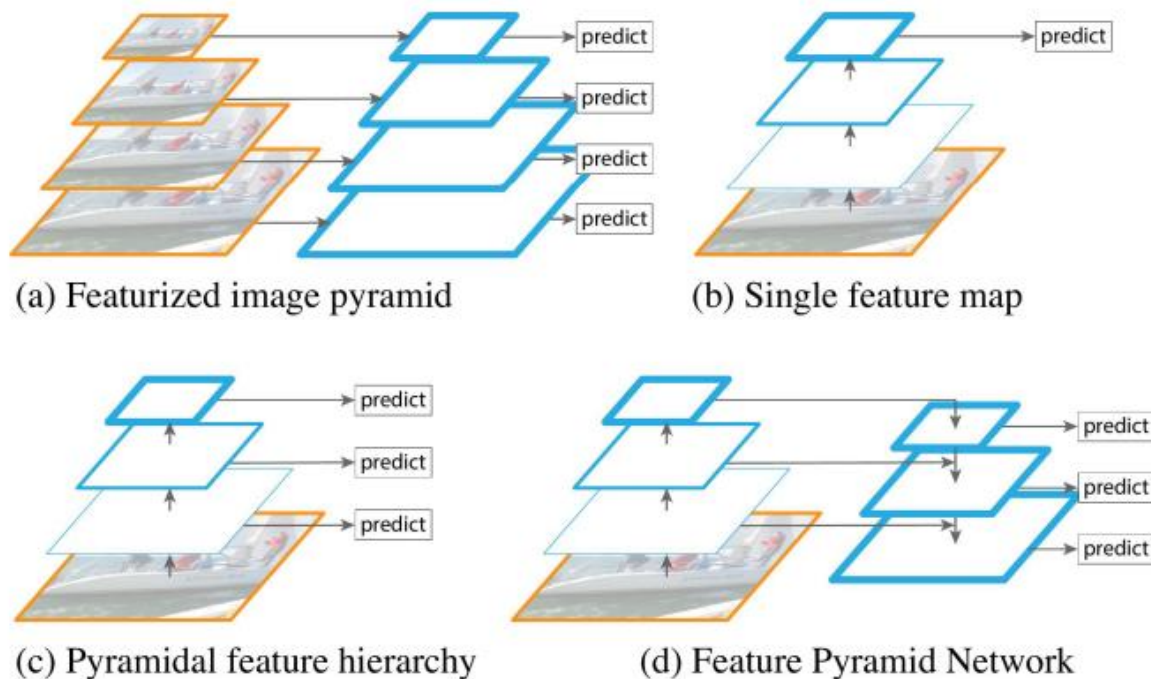 predict
predict
predict
predict
(a) Featurized image pyramid
predict
(b) Single feature map
predict
predict
predict
(c) Pyramidal feature hierarchy
predict
predict
predict
(d) Feature Pyramid Network